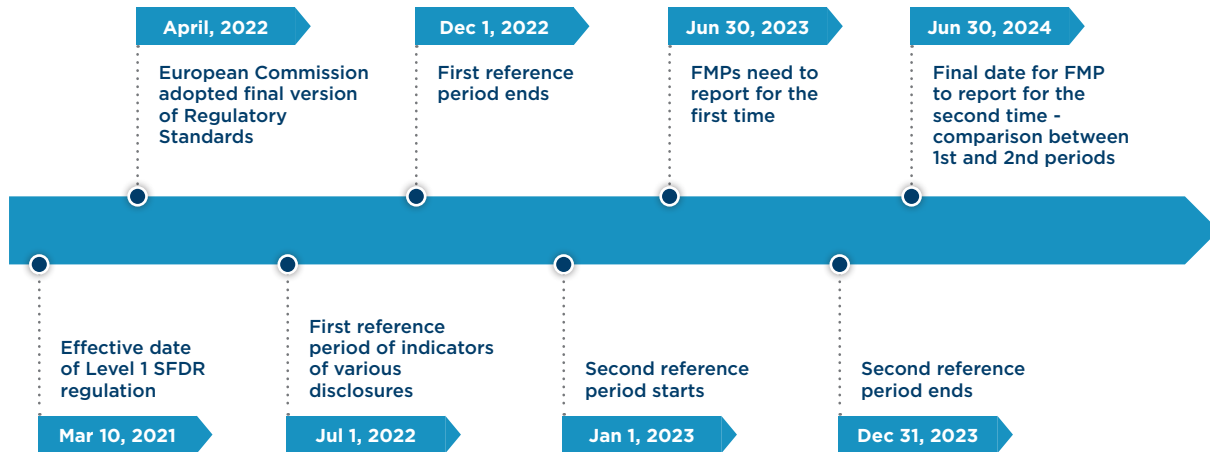 April, 2022
European Commission
adopted final version
of Regulatory
Standards
Dec 1, 2022
First reference
period ends
Jun 30, 2023
FMPs need to
report for the
first time
Jun 30, 2024
Final date for FMP
to report for the
second time -
comparison between
1st and 2nd periods
Effective date
of Level 1 SFDR
regulation
Mar 10, 2021
First reference
period of indicators
of various
disclosures
Jul 1, 2022
Second reference
period starts
Jan 1, 2023
Second reference
period ends
Dec 31, 2023